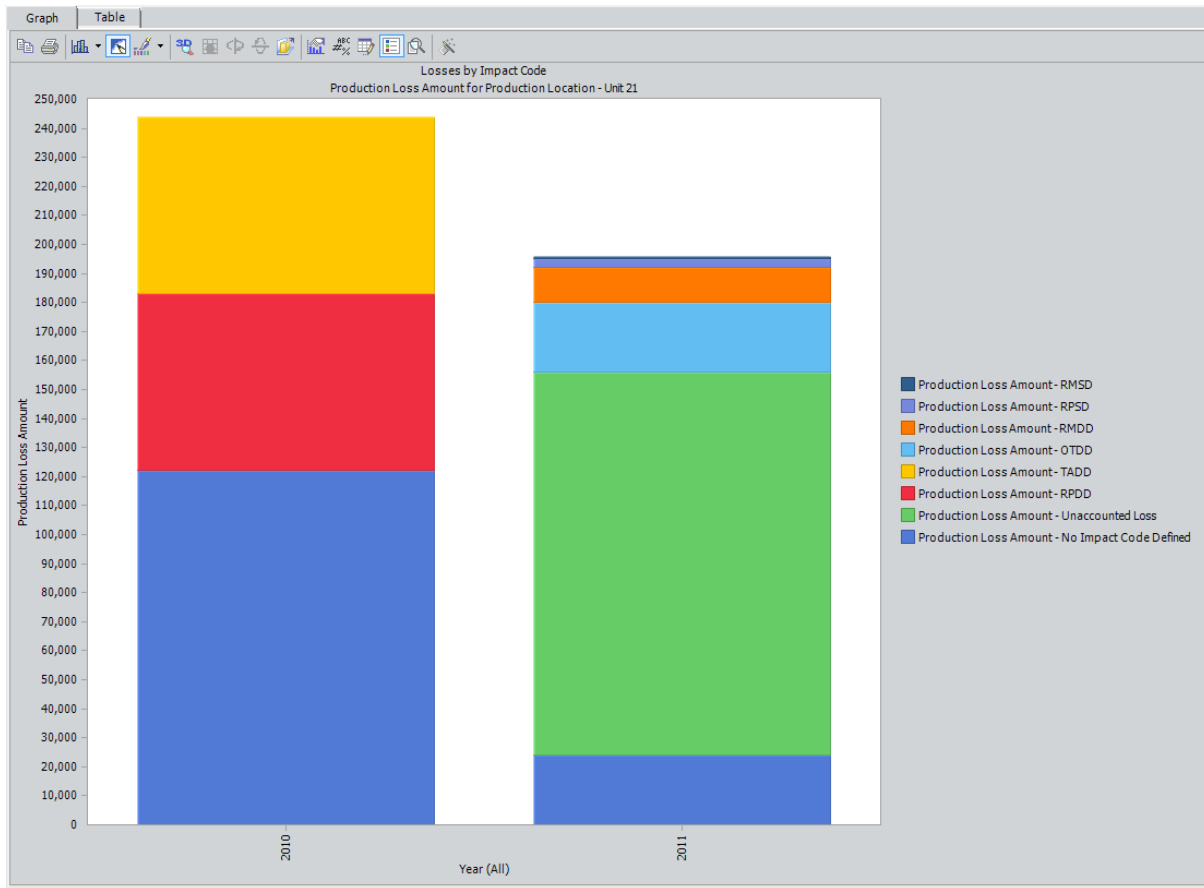 Graph Table
3D ABC #%
Losses by Impact Code
Production Loss Amount for Production Location - Unit 21
250,000
240,000
230,000
220,000
210,000
200,000
190,000
180,000
170,000
160,000
150,000
140,000
130,000
120,000
110,000
100,000
90,000
80,000
70,000
60,000
50,000
40,000
30,000
20,000
10,000
0
Production Loss Amount
2010 2011
Year (All)
Production Loss Amount - RMSD
Production Loss Amount - RPSD
Production Loss Amount - RMDD
Production Loss Amount - OTDD
Production Loss Amount - TADD
Production Loss Amount - RPDD
Production Loss Amount - Unaccounted Loss
Production Loss Amount - No Impact Code Defined